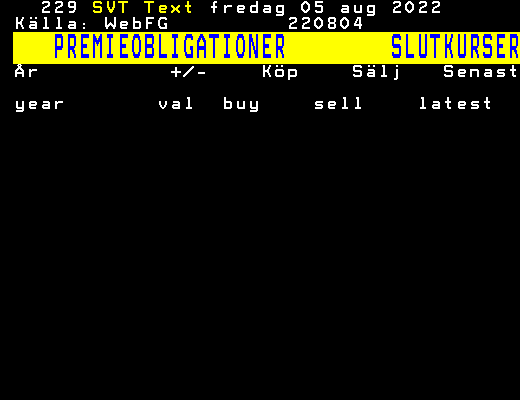 229 SVT Text fredag 05 aug 2022
Källa: WebFG 220804
PREMIEOBLIGATIONER SLUTKURSER
År +/- Köp Sälj Senast
year val buy sell latest